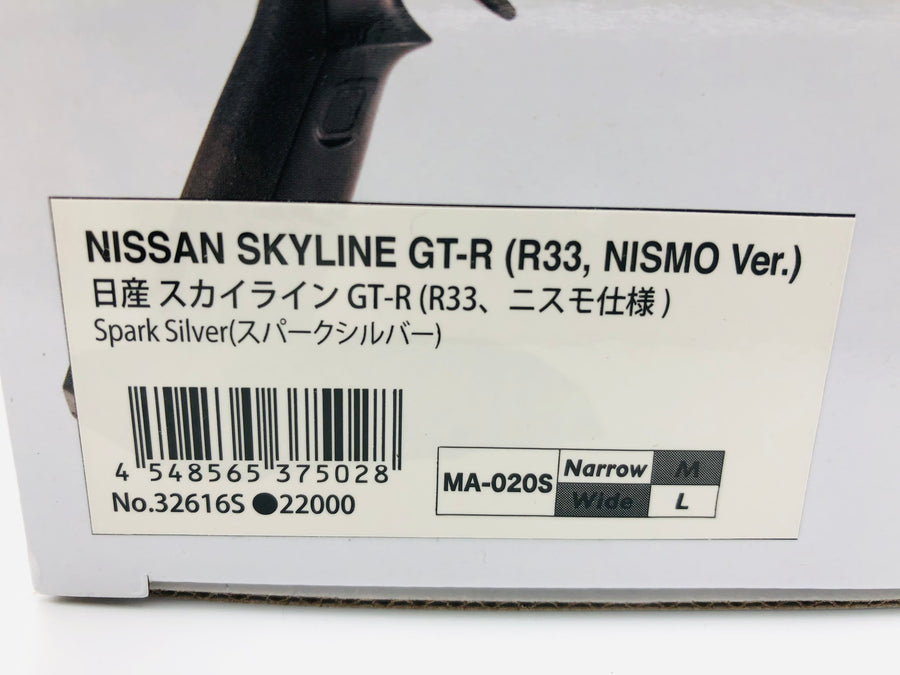 NISSAN SKYLINE GT-R (R33, NISMO Ver.)
日産 スカイライン GT-R (R33、ニスモ仕様 )
Spark Silver(スパークシルバー)
4 548565 375028
No.32616S ●22000
MA-020S Narrow M
Wide L